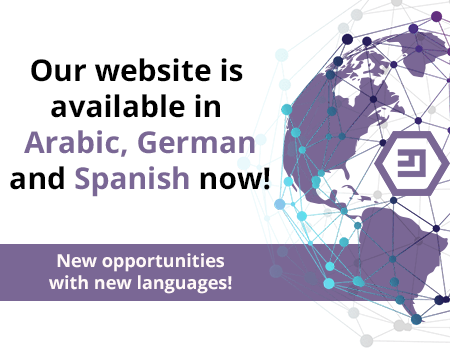 Our website is
available in
Arabic, German
and Spanish now!
New opportunities
with new languages!